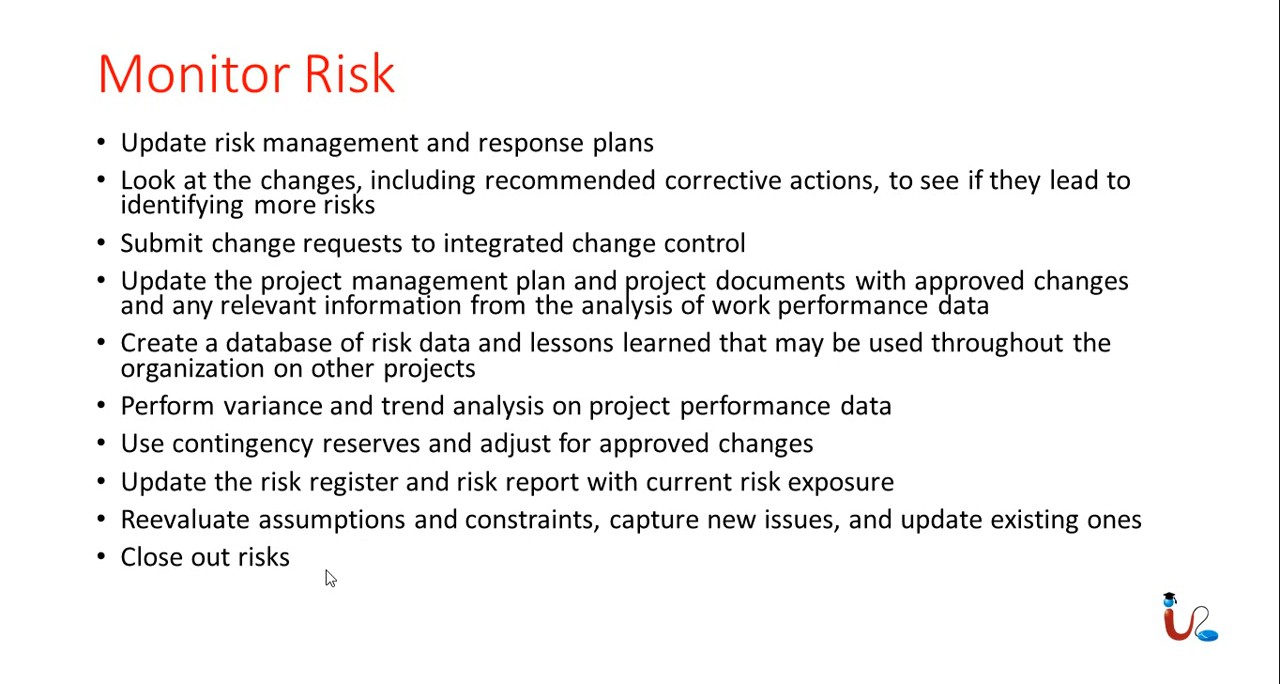 Monitor Risk
• Update risk management and response plans
• Look at the changes, including recommended corrective actions, to see if they lead to
identifying more risks
• Submit change requests to integrated change control
• Update the project management plan and project documents with approved changes
and any relevant information from the analysis of work performance data
• Create a database of risk data and lessons learned that may be used throughout the
organization on other projects
• Perform variance and trend analysis on project performance data
• Use contingency reserves and adjust for approved changes
• Update the risk register and risk report with current risk exposure
• Reevaluate assumptions and constraints, capture new issues, and update existing ones
• Close out risks